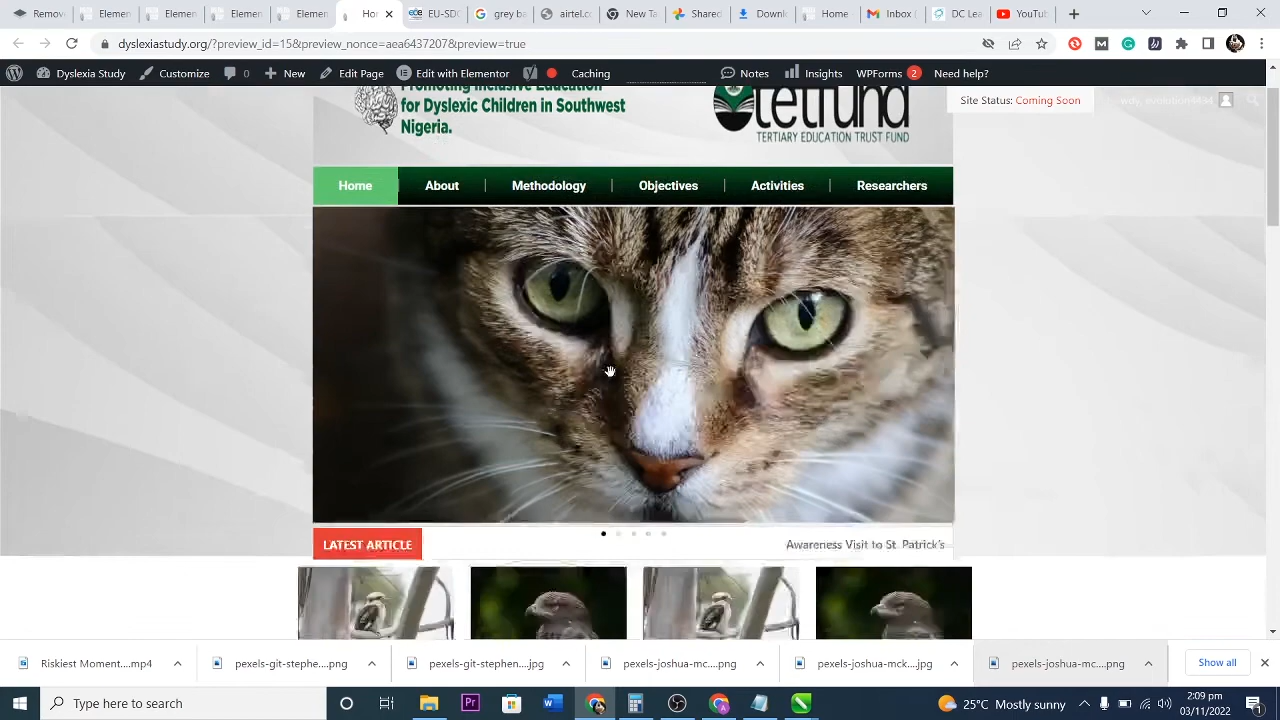 Remov
Elemen
Elemen
Elemen
Elemen
Hor
EU-SDC
grey be
airtel.co
New Ta
Shared
Downlo
Home
Inbox (
DC Lea
YouTub
dyslexiastudy.org/?preview_id=15&preview_nonce=aa64332078&preview=true
Dyslexia Study
Customize
0
New
Edit Page
Edit with Elementor
Caching
Notes
Insights
WPForms
2
Need help?
Promoting Inclusive Education
for Dyslexic Children in Southwest
Nigeria.
tetfund
TERTIARY EDUCATION TRUST FUND
Site Status: Coming Soon
Home
About
Methodology
Objectives
Activities
Researchers
LATEST ARTICLE
Awareness Visit to St. Patrick's
Riskiest Moment....mp4
pexels-git-stephe....png
pexels-git-stephen....jpg
pexels-joshua-mc....png
pexels-joshua-mck....jpg
pexels-joshua-mc....png
Show all
Type here to search
25°C Mostly sunny
2:09 pm
03/11/2022